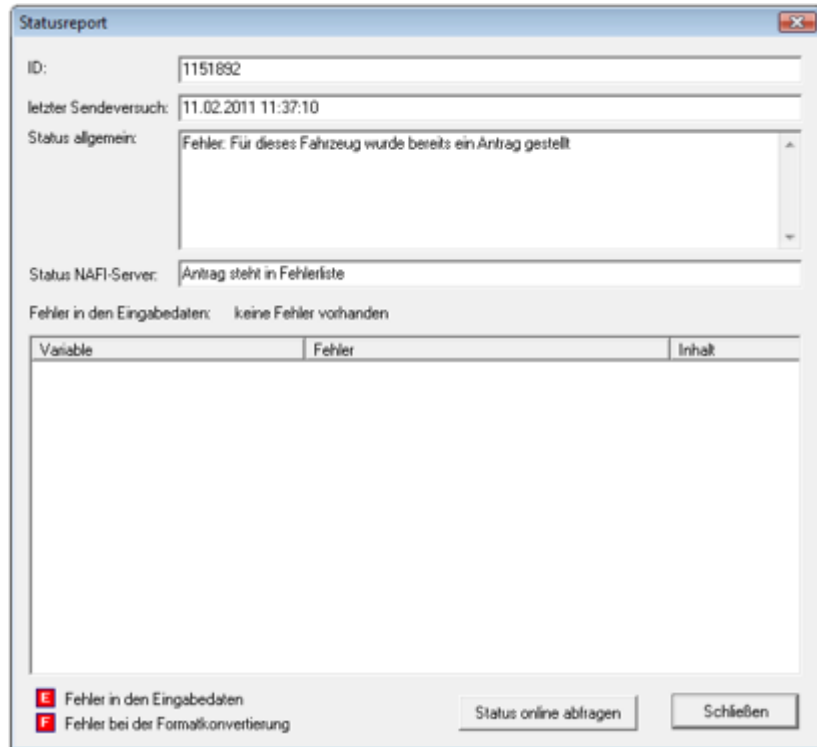 Statusreport
ID: 1151892
letzter Sendeversuch: 11.02.2011 11:37:10
Status allgemein: Fehler: Für dieses Fahrzeug wurde bereits ein Antrag gestellt
Status NAFI-Server: Antrag steht in Fehlerliste
Fehler in den Eingabedaten: keine Fehler vorhanden
Variable Fehler Inhalt
E Fehler in den Eingabedaten
F Fehler bei der Formatkonvertierung
Status online abfragen Schließen